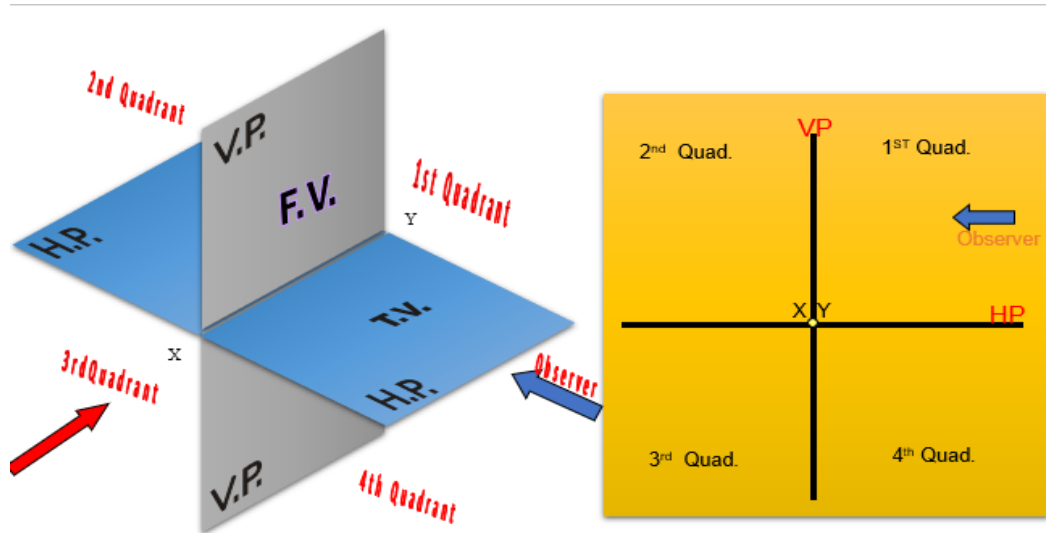 2nd Quadrant
V.P.
F.V.
1st Quadrant
H.P.
Y
T.V.
X
3rdQuadrant
H.P.
Observer
V.P.
4th Quadrant
VP
2nd Quad.
1ST Quad.
Observer
X Y
HP
3rd Quad.
4th Quad.